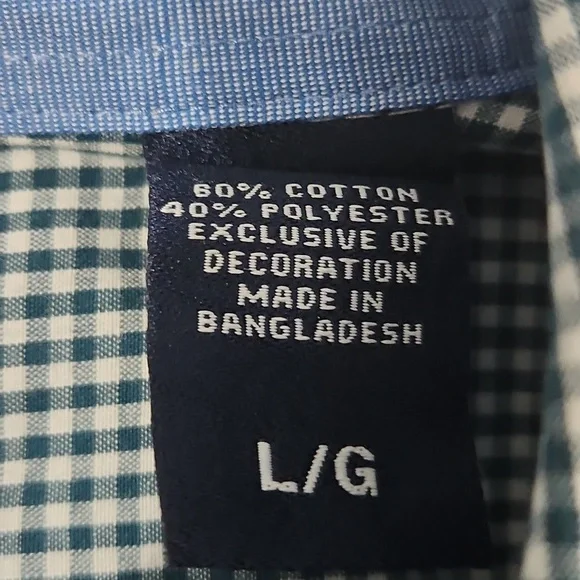 60% COTTON
40% POLYESTER
EXCLUSIVE OF
DECORATION
MADE IN
BANGLADESH
L/G